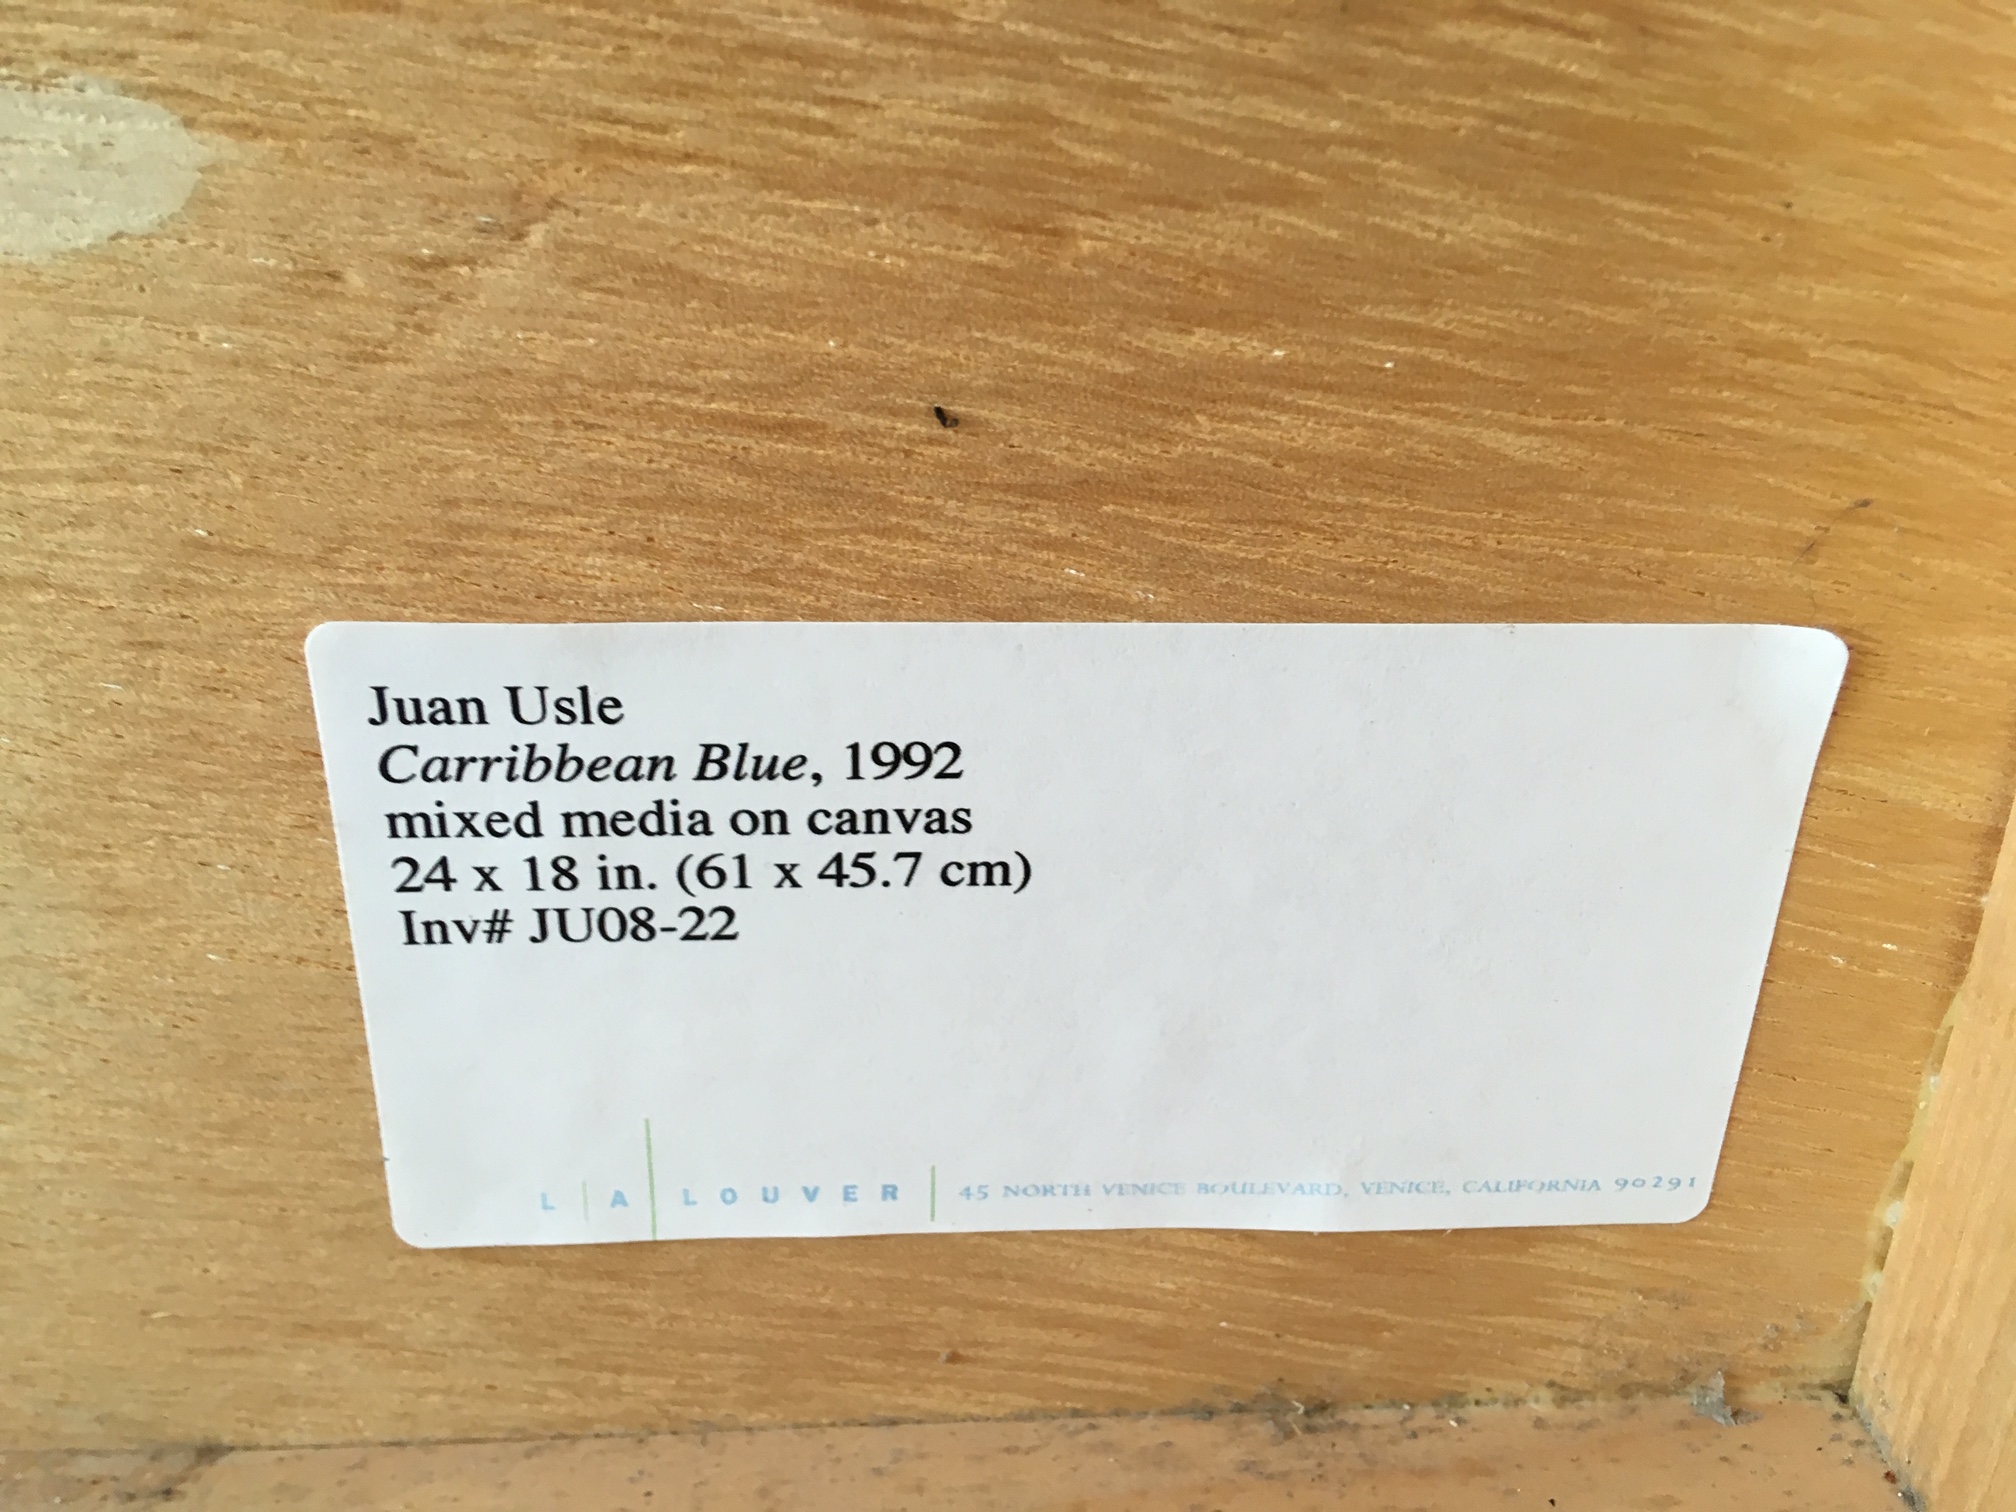 Juan Usle
Carribbean Blue, 1992
mixed media on canvas
24 x 18 in. (61 x 45.7 cm)
Inv# JU08-22
L A LOUVER 45 NORTH VENICE BOULEVARD, VENICE, CALIFORNIA 90291